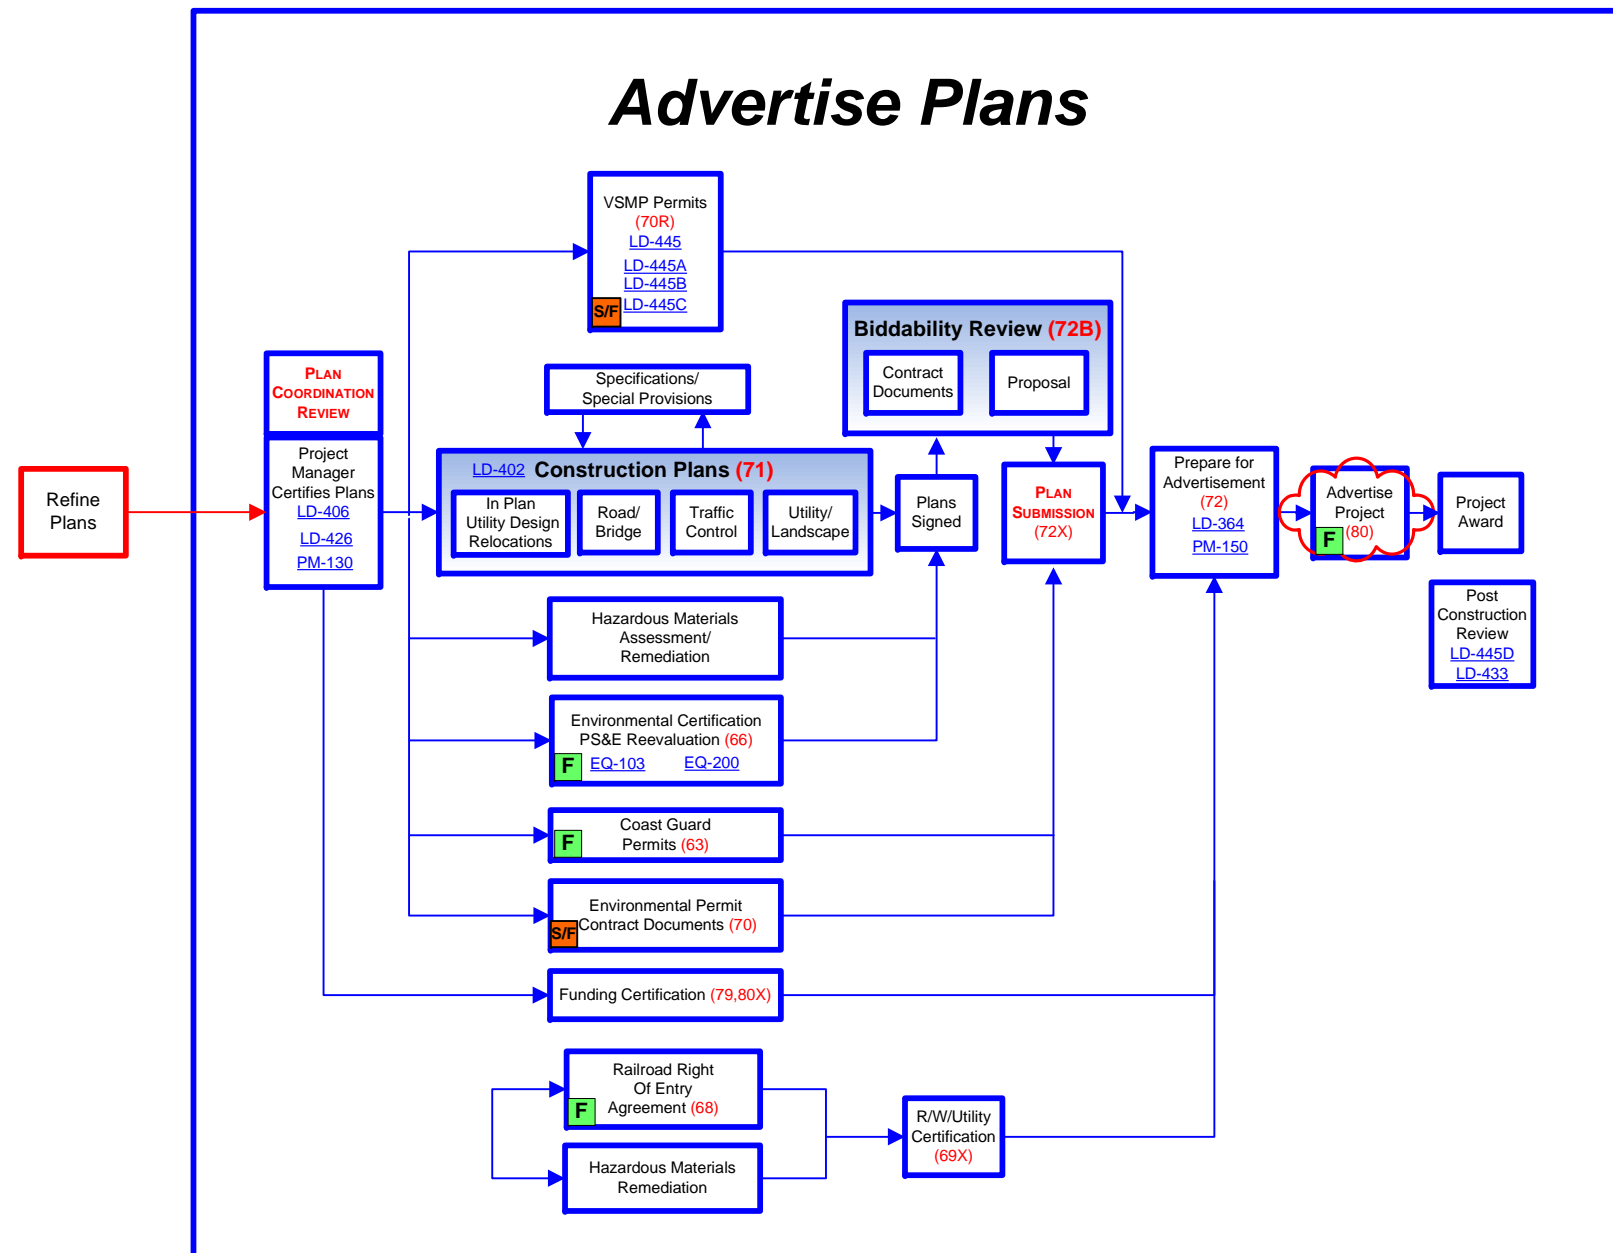 Advertise Plans
Refine
Plans
PLAN
COORDINATION
REVIEW
Project
Manager
Certifies Plans
LD-406
LD-426
PM-130
VSMP Permits
(70R)
LD-445
LD-445A
LD-445B
LD-445C
S/F
Specifications/
Special Provisions
LD-402 Construction Plans (71)
In Plan
Utility Design
Relocations
Road/
Bridge
Traffic
Control
Utility/
Landscape
Plans
Signed
Biddability Review (72B)
Contract
Documents
Proposal
PLAN
SUBMISSION
(72X)
Prepare for
Advertisement
(72)
LD-364
PM-150
Advertise
Project
F (80)
Project
Award
Post
Construction
Review
LD-445D
LD-433
Hazardous Materials
Assessment/
Remediation
Environmental Certification
PS&E Reevaluation (66)
F EQ-103 EQ-200
Coast Guard
F Permits (63)
Environmental Permit
S/F Contract Documents (70)
Funding Certification (79,80X)
Railroad Right
Of Entry
F Agreement (68)
Hazardous Materials
Remediation
R/W/Utility
Certification
(69X)